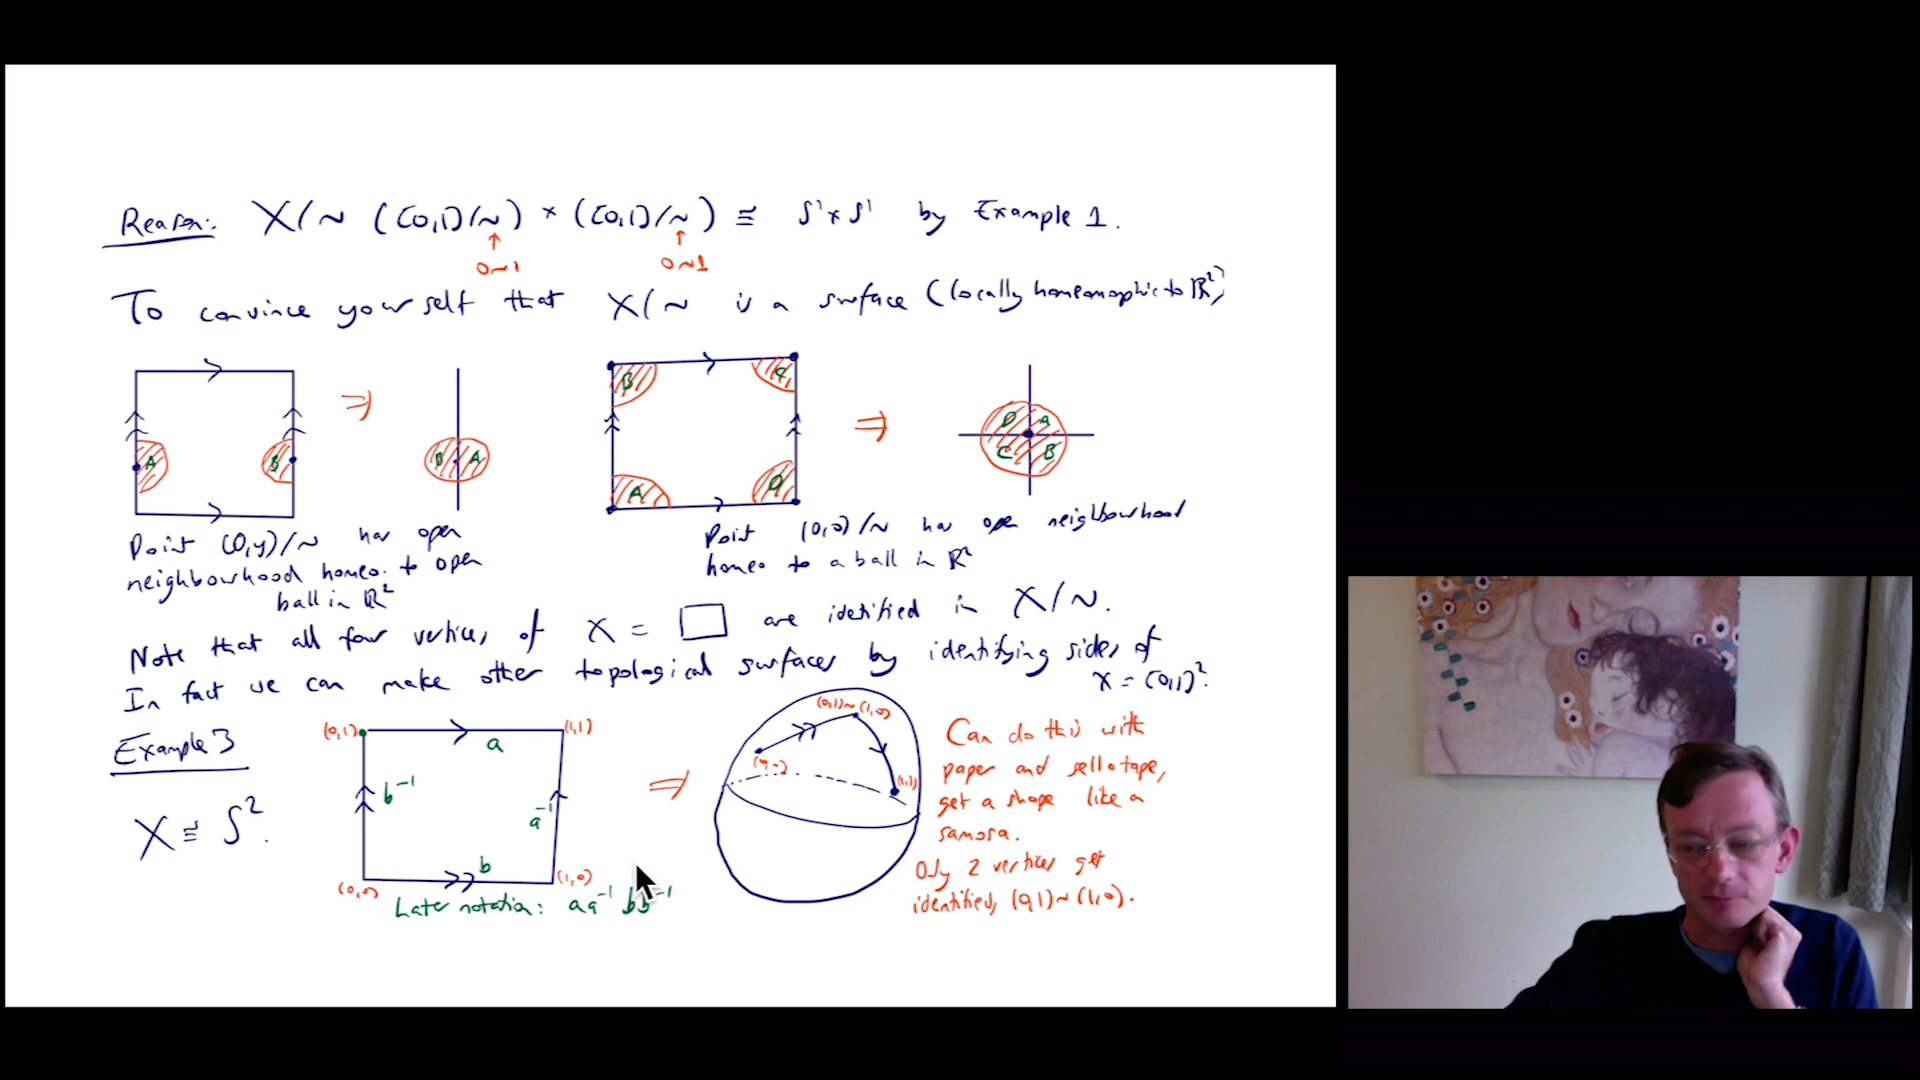 Reason: X/~ ([0,1]/~) × ([0,1]/~) ≅ S¹×S¹ by Example 1.
↑ ↑
0~1 0~1
To convince yourself that X/~ is a surface (locally homeomorphic to ℝ²)
⇒ B C ⇒ D A
A B B A A D C B
Point (0,y)/~ has open
neighbourhood homeo. to open
ball in ℝ²
Point (0,0)/~ has open neighbourhood
homeo to a ball in ℝ²
Note that all four vertices of X = □ are identified in X/~.
In fact we can make other topological surfaces by identifying sides of
X = [0,1]².
Example 3
X ≅ S².
(0,1) a (1,1)
b⁻¹ a⁻¹
(0,0) b (1,0)
Later notation: aa⁻¹ bb⁻¹
⇒
(0,1)~(1,0)
(1,1)
Can do this with
paper and sellotape,
get a shape like a
samosa.
Only 2 vertices get
identified, (0,1)~(1,0).